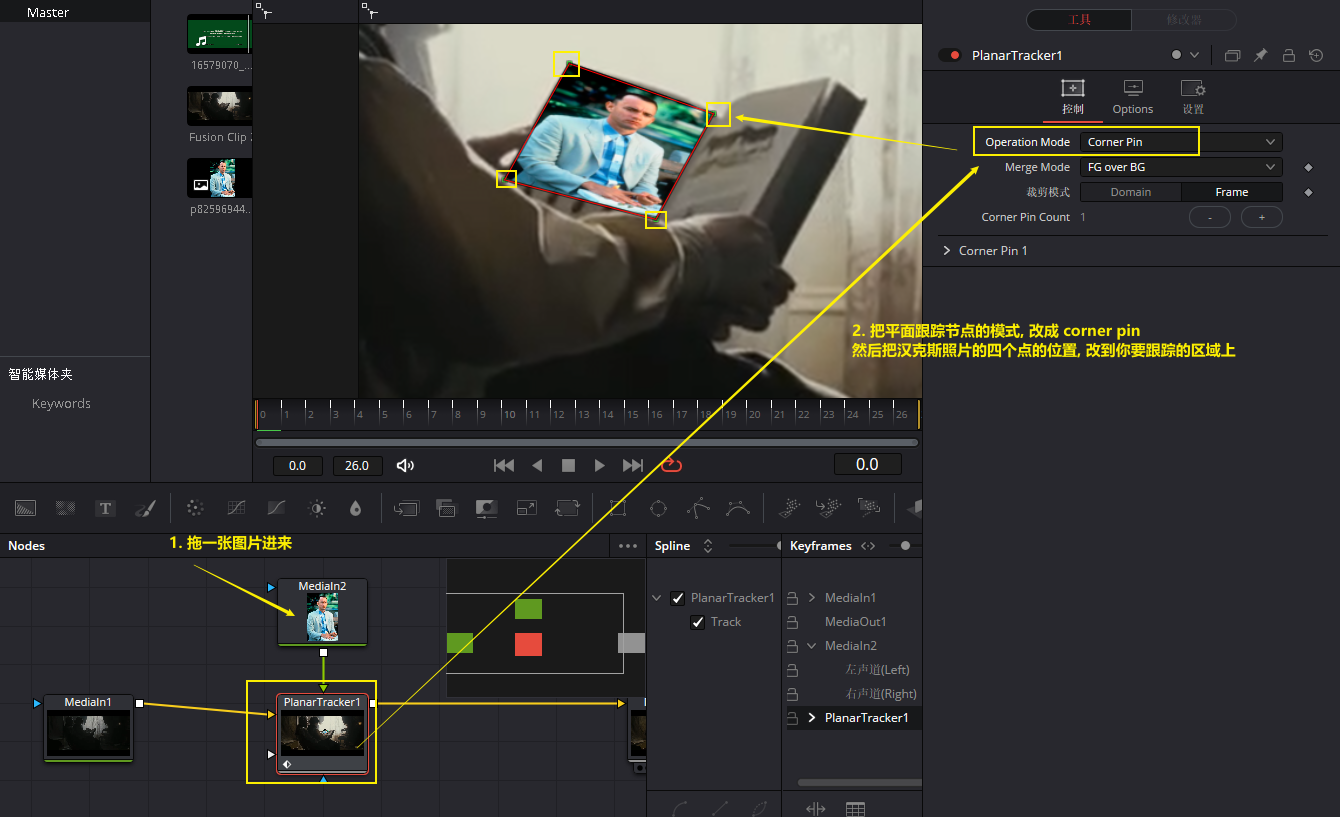 Master
16579070_...
Fusion Clip 2
p82596944...
智能媒体夹
Keywords
0 1 2 3 4 5 6 7 8 9 10 11 12 13 14 15 16 17 18 19 20 21 22 23 24 25 26
0.0 26.0 0.0
工具 修改器
PlanarTracker1
控制 Options 设置
Operation Mode Corner Pin
Merge Mode FG over BG
裁剪模式 Domain Frame
Corner Pin Count 1 - +
Corner Pin 1
2. 把平面跟踪节点的模式, 改成 corner pin
然后把汉克斯照片的四个点的位置, 改到你要跟踪的区域上
T
Nodes
1. 拖一张图片进来
MediaIn2
MediaIn1
PlanarTracker1
Spline
PlanarTracker1
Track
Keyframes
MediaIn1
MediaOut1
MediaIn2
左声道(Left)
右声道(Right)
PlanarTracker1